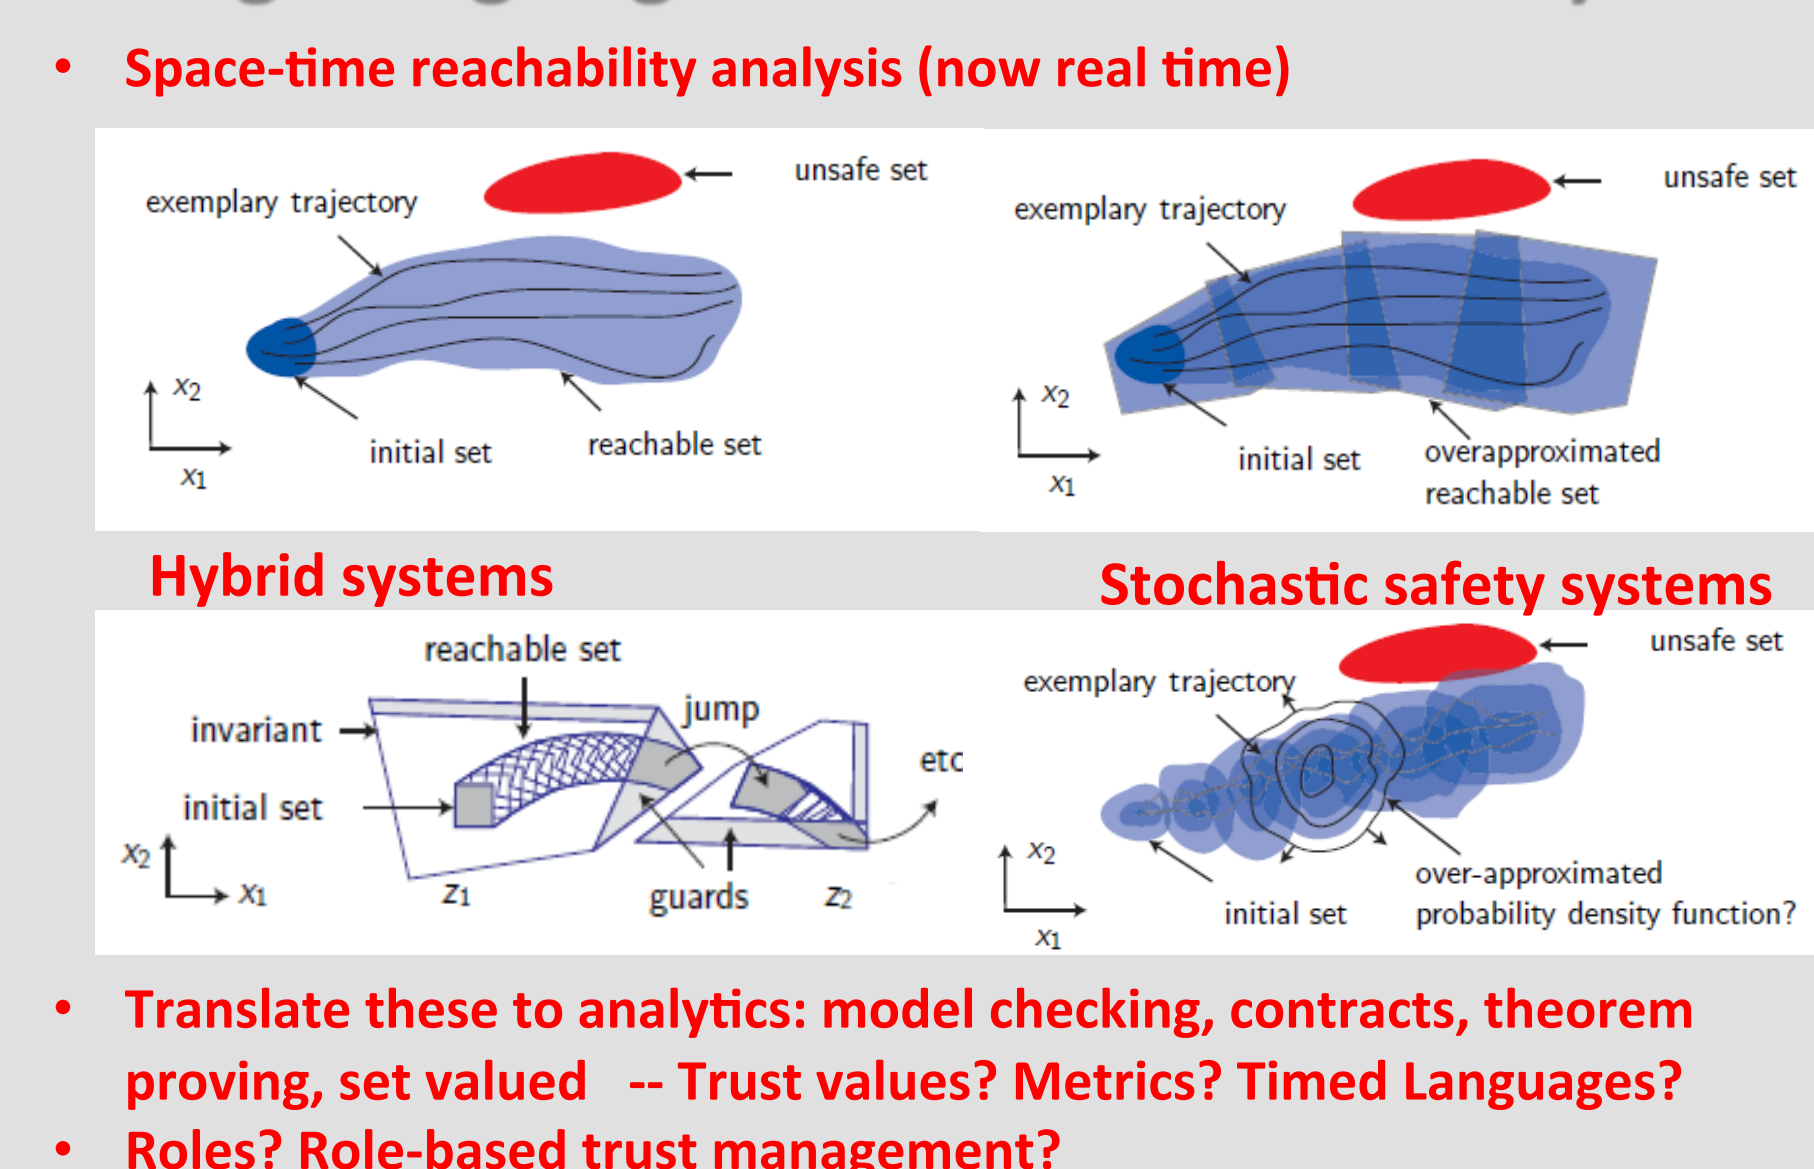 • Space-time reachability analysis (now real time)
unsafe set
exemplary trajectory
x2
x1
initial set
reachable set
unsafe set
exemplary trajectory
x2
x1
initial set
overapproximated
reachable set
Hybrid systems
Stochastic safety systems
reachable set
jump
invariant
etc
initial set
x2
x1
z1
guards
z2
unsafe set
exemplary trajectory
x2
x1
initial set
over-approximated
probability density function?
• Translate these to analytics: model checking, contracts, theorem
proving, set valued -- Trust values? Metrics? Timed Languages?
• Roles? Role-based trust management?